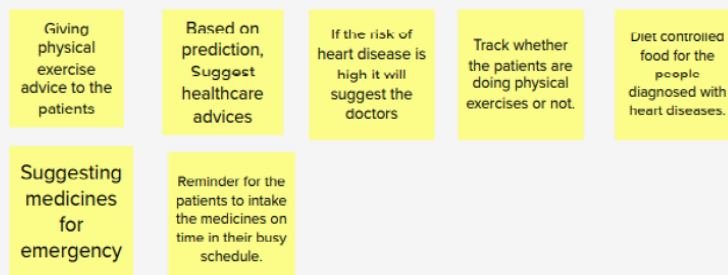 Giving
physical
exercise
advice to the
patients
Based on
prediction,
Suggest
healthcare
advices
If the risk of
heart disease is
high it will
suggest the
doctors
Track whether
the patients are
doing physical
exercises or not.
Diet controlled
food for the
people
diagnosed with
heart diseases.
Suggesting
medicines
for
emergency
Reminder for the
patients to intake
the medicines on
time in their busy
schedule.